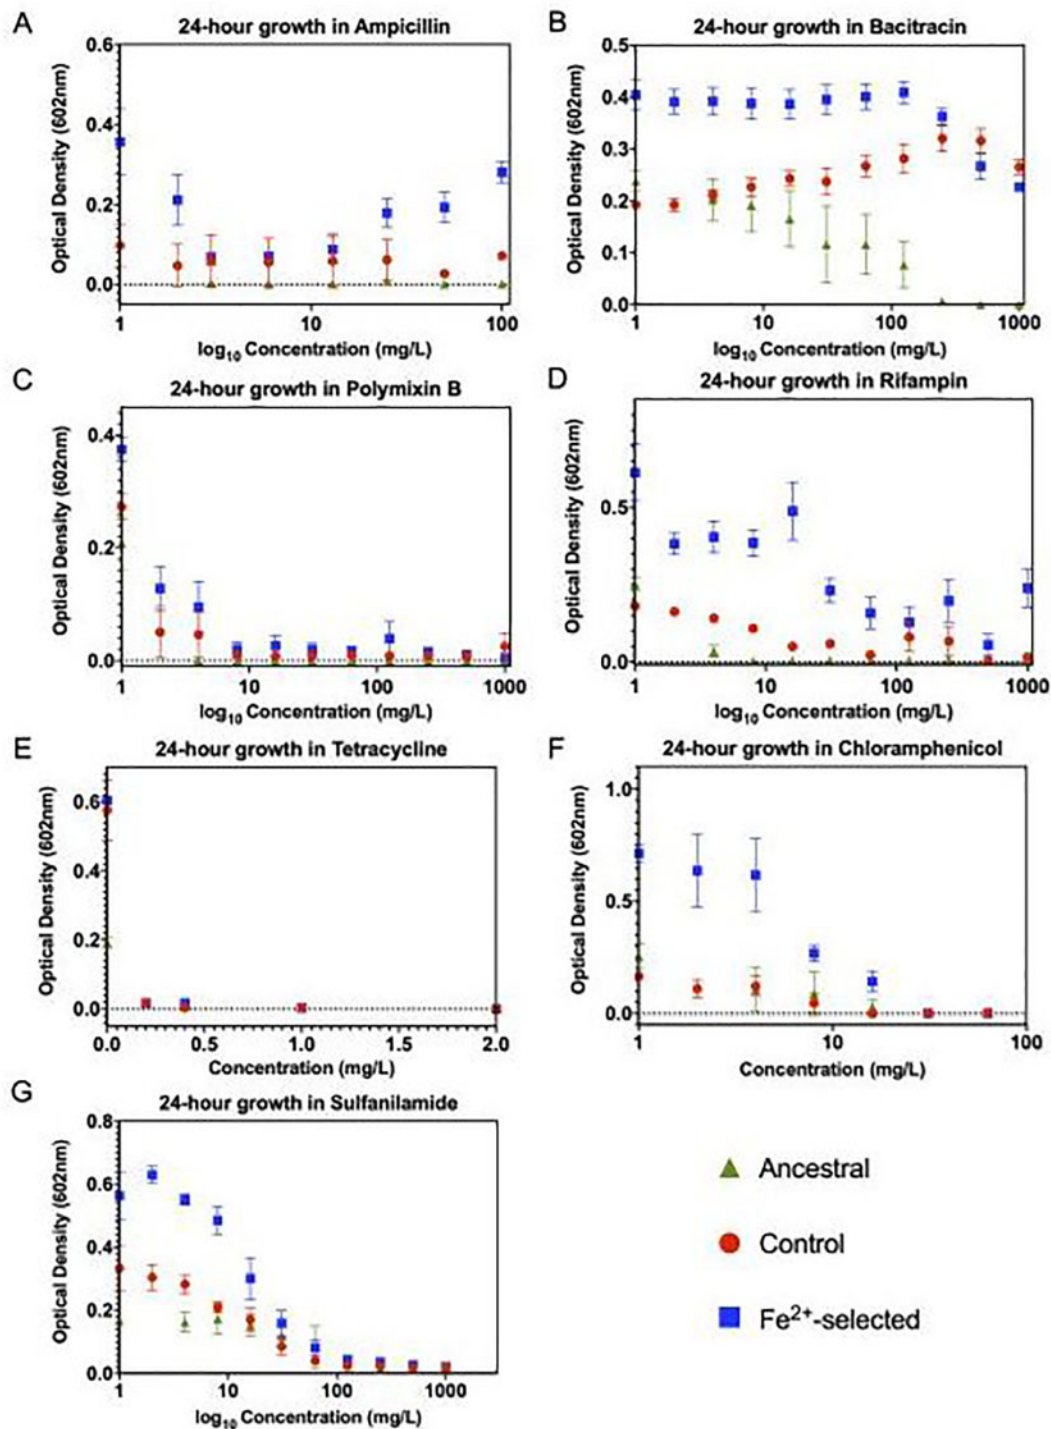 A
24-hour growth in Ampicillin
Optical Density (602nm)
0.6
0.4
0.2
0.0
1 10 100
log10 Concentration (mg/L)
B
24-hour growth in Bacitracin
Optical Density (602nm)
0.5
0.4
0.3
0.2
0.1
0.0
1 10 100 1000
log10 Concentration (mg/L)
C
24-hour growth in Polymixin B
Optical Density (602nm)
0.4
0.2
0.0
1 10 100 1000
log10 Concentration (mg/L)
D
24-hour growth in Rifampin
Optical Density (602nm)
0.5
0.0
1 10 100 1000
log10 Concentration (mg/L)
E
24-hour growth in Tetracycline
Optical Density (602nm)
0.6
0.4
0.2
0.0
0.0 0.5 1.0 1.5 2.0
Concentration (mg/L)
F
24-hour growth in Chloramphenicol
Optical Density (602nm)
1.0
0.5
0.0
1 10 100
Concentration (mg/L)
G
24-hour growth in Sulfanilamide
Optical Density (602nm)
0.8
0.6
0.4
0.2
0.0
1 10 100 1000
log10 Concentration (mg/L)
Ancestral
Control
Fe2+-selected